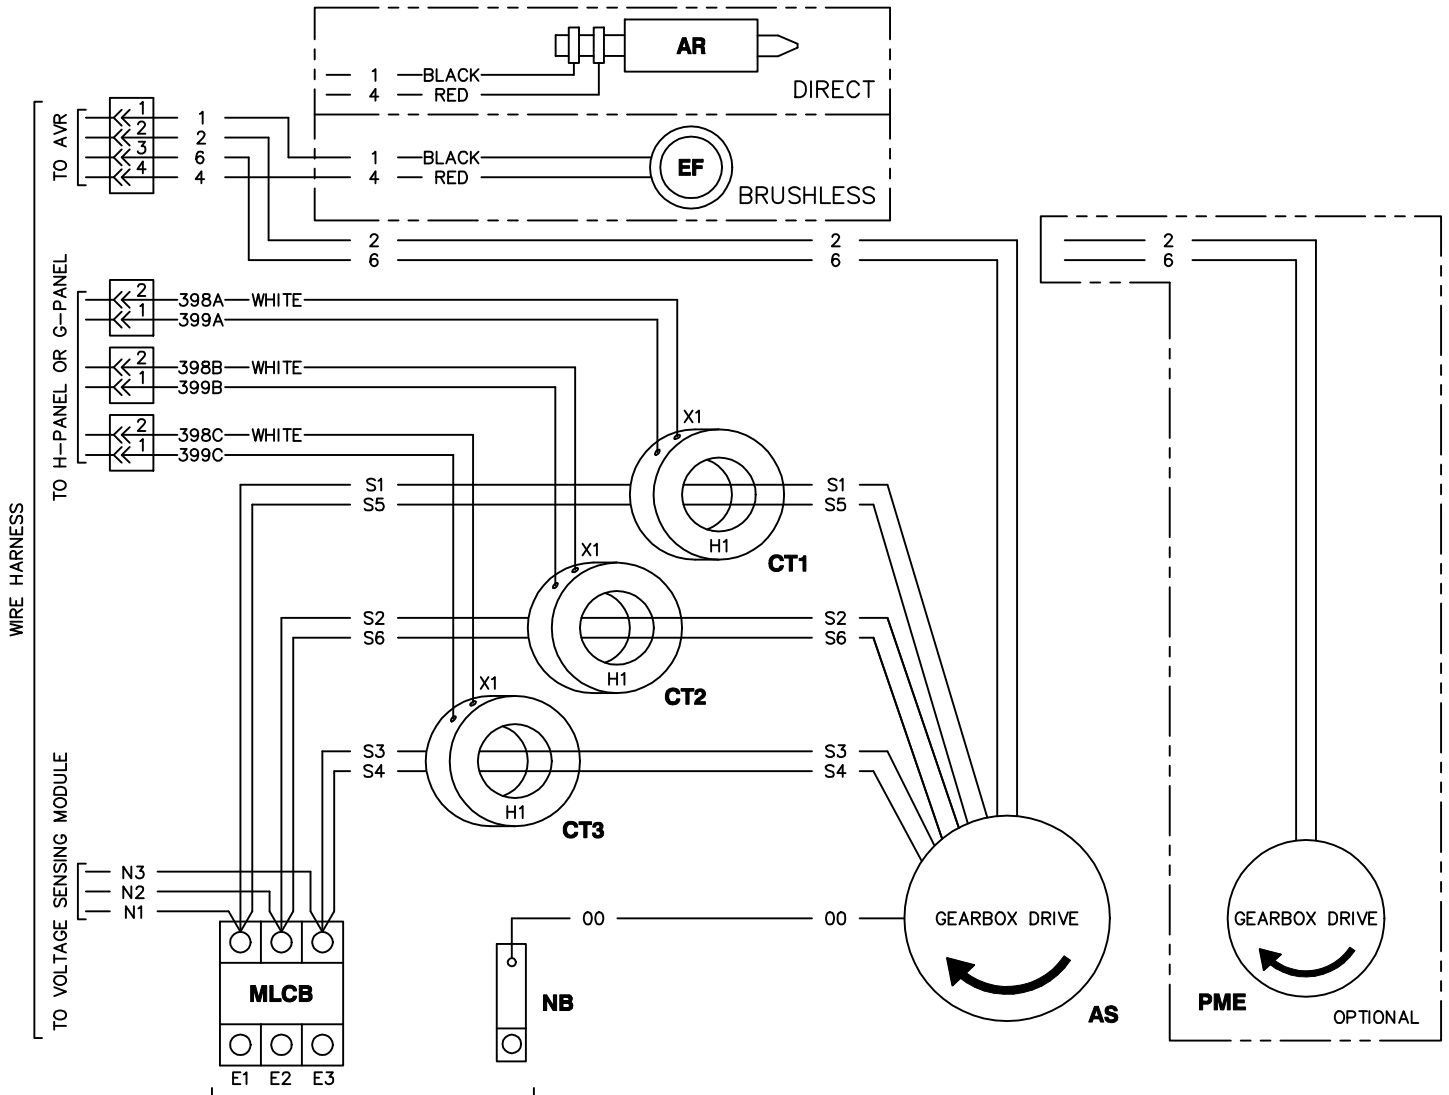 AR
1 BLACK
4 RED
DIRECT
TO AVR
1 1
2 2
3 6
4 4
1 BLACK
4 RED
EF
BRUSHLESS
2 2 2
6 6 6
TO H-PANEL OR G-PANEL
2 398A WHITE
1 399A
2 398B WHITE
1 399B
2 398C WHITE
1 399C
X1
S1 S1
S5 S5
H1
CT1
WIRE HARNESS
X1
S2 S2
S6 S6
H1
CT2
X1
S3 S3
S4 S4
H1
CT3
TO VOLTAGE SENSING MODULE
N3
N2
N1
00 00
GEARBOX DRIVE
GEARBOX DRIVE
MLCB
NB
AS
PME
OPTIONAL
E1 E2 E3